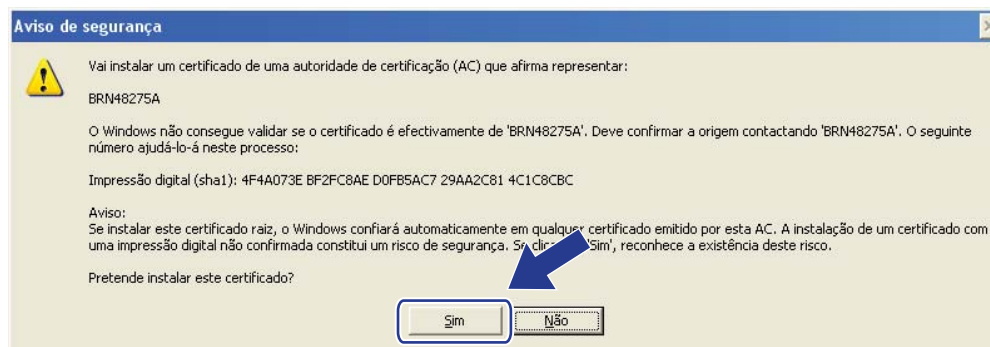 Aviso de segurança
Vai instalar um certificado de uma autoridade de certificação (AC) que afirma representar:
BRN48275A
O Windows não consegue validar se o certificado é efectivamente de 'BRN48275A'. Deve confirmar a origem contactando 'BRN48275A'. O seguinte
número ajudá-lo-á neste processo:
Impressão digital (sha1): 4F4A073E BF2FC8AE D0FB5AC7 29AA2C81 4C1C8CBC
Aviso:
Se instalar este certificado raiz, o Windows confiará automaticamente em qualquer certificado emitido por esta AC. A instalação de um certificado com
uma impressão digital não confirmada constitui um risco de segurança. Se 'Sim', reconhece a existência deste risco.
Pretende instalar este certificado?
Sim Não